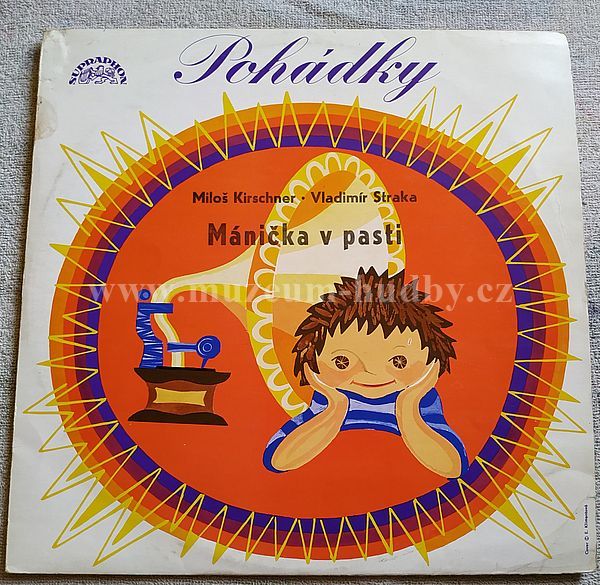 SUPRAPHON
Pohádky
Miloš Kirschner · Vladimír Straka
Mánička v pasti
www.muzeum-hudby.cz